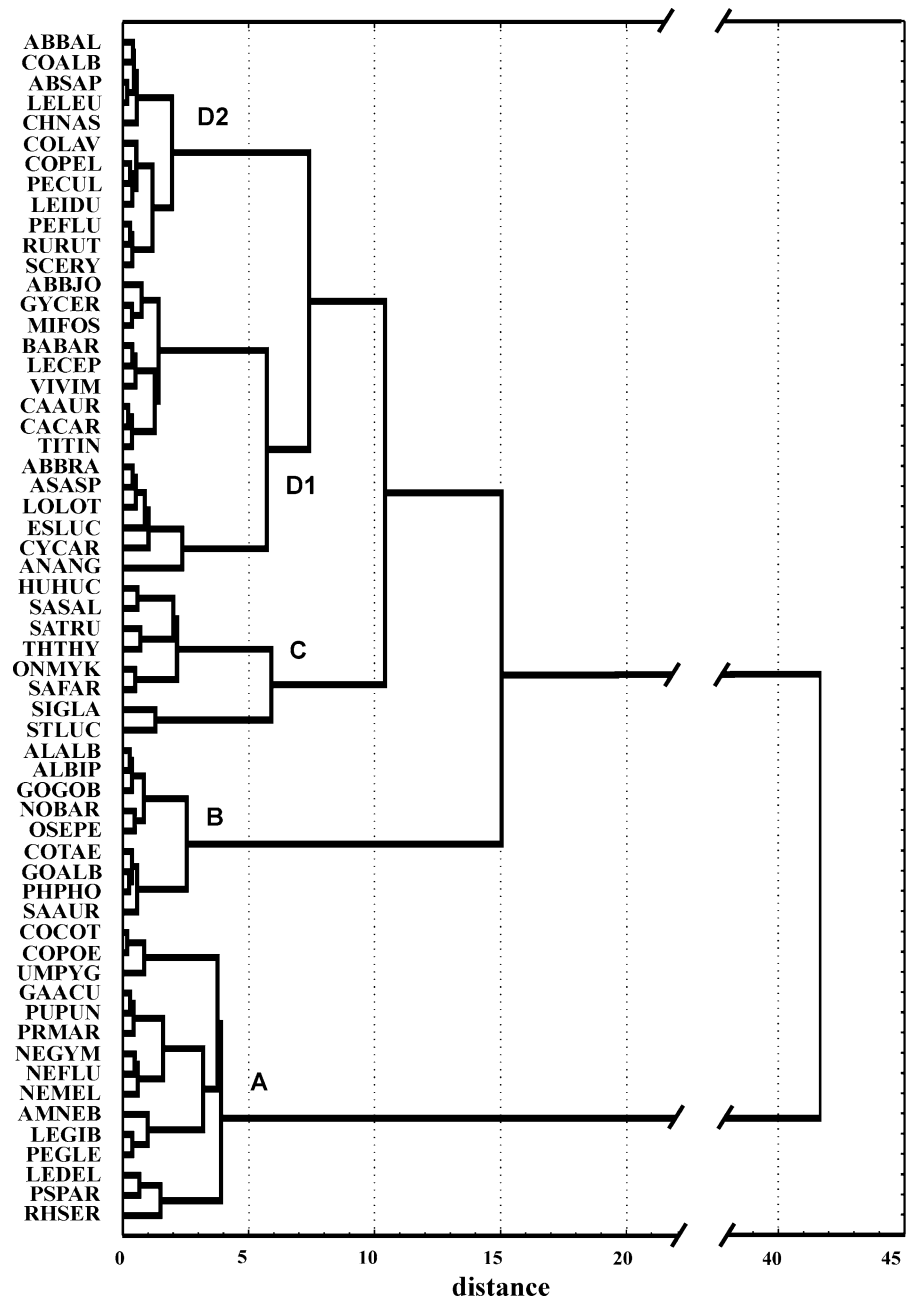 ABBAL
COALB
ABSAP
LELEU
D2
CHNAS
COLAV
COPEL
PECUL
LEIDU
PEFLU
RURUT
SCERY
ABBJO
GYCER
MIFOS
BABAR
LECEP
VIVIM
CAAUR
CACAR
TITIN
ABBRA
ASASP
D1
LOLOT
ESLUC
CYCAR
ANANG
HUHUC
SASAL
SATRU
THTHY
C
ONMYK
SAFAR
SIGLA
STLUC
ALALB
ALBIP
GOGOB
NOBAR
B
OSEPE
COTAE
GOALB
PHPHO
SAAUR
COCOT
COPOE
UMPYG
GAACU
PUPUN
PRMAR
NEGYM
NEFLU
A
NEMEL
AMNEB
LEGIB
PEGLE
LEDEL
PSPAR
RHSER
0 5 10 15 20 40 45
distance